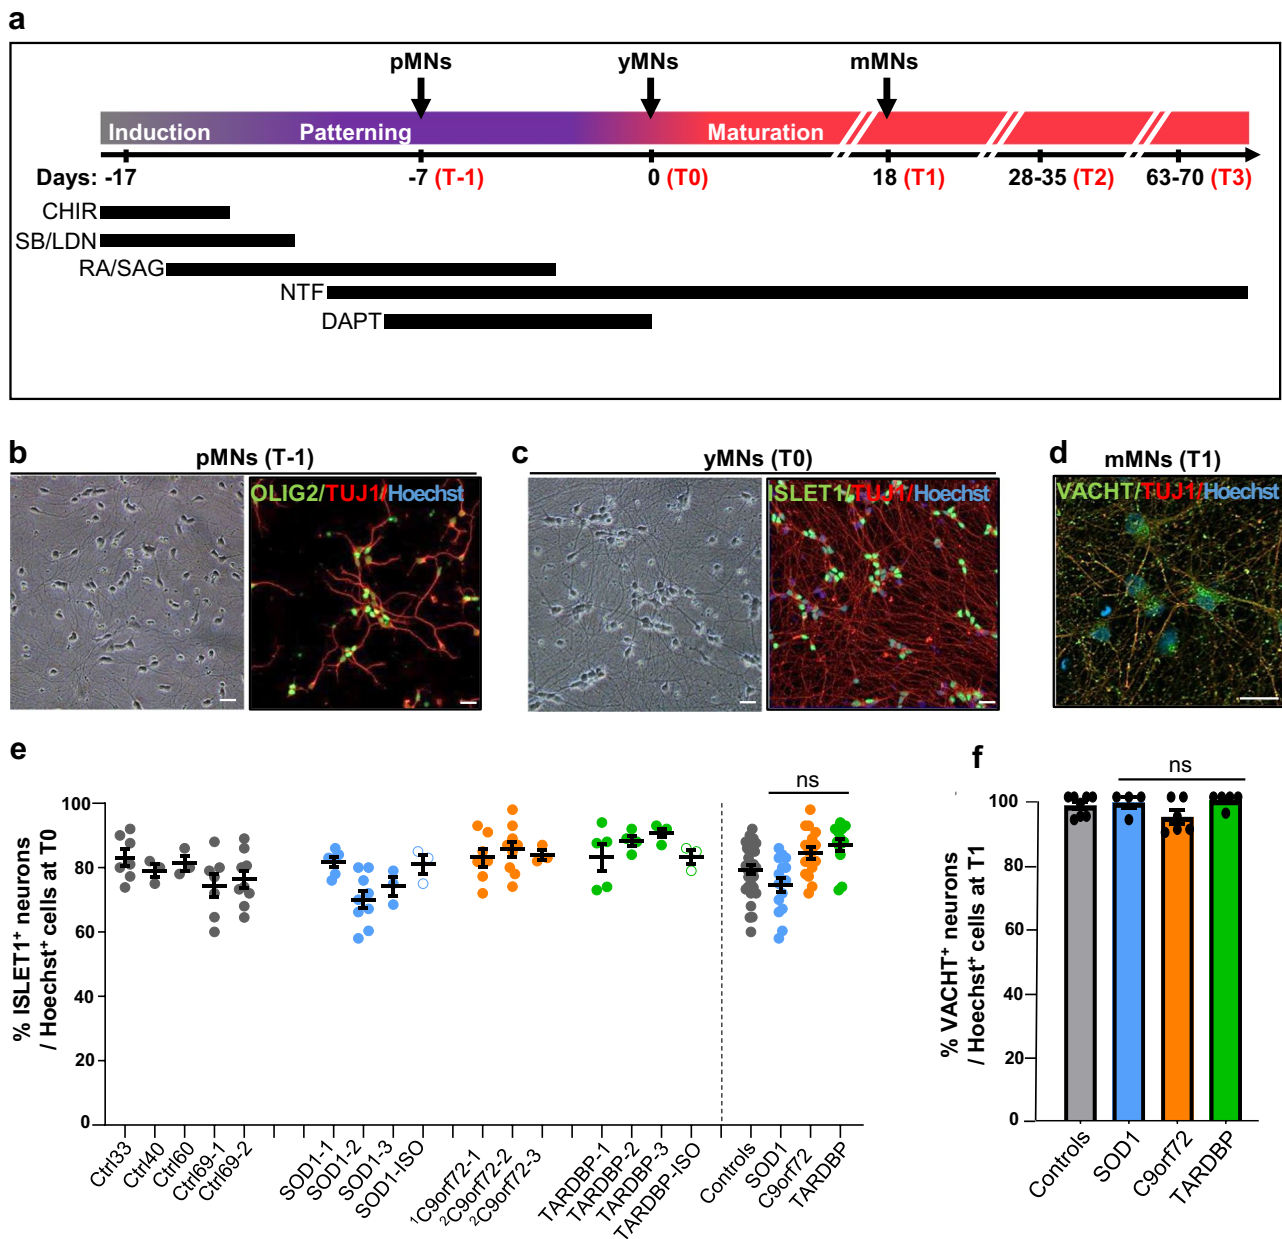 a
pMNs yMNs mMNs
Induction Patterning Maturation
Days: -17 -7 (T-1) 0 (T0) 18 (T1) 28-35 (T2) 63-70 (T3)
CHIR
SB/LDN
RA/SAG
NTF
DAPT
b
pMNs (T-1)
OLIG2/TUJ1/Hoechst
c
yMNs (T0)
ISLET1/TUJ1/Hoechst
d
mMNs (T1)
VACHT/TUJ1/Hoechst
e
% ISLET1⁺ neurons
/ Hoechst⁺ cells at T0
100
80
60
40
20
0
ns
Ctrl33
Ctrl40
Ctrl60
Ctrl69-1
Ctrl69-2
SOD1-1
SOD1-2
SOD1-3
SOD1-ISO
¹C9orf72-1
²C9orf72-2
²C9orf72-3
TARDBP-1
TARDBP-2
TARDBP-3
TARDBP-ISO
Controls
SOD1
C9orf72
TARDBP
f
% VACHT⁺ neurons
/ Hoechst⁺ cells at T1
100
80
60
40
20
0
ns
Controls
SOD1
C9orf72
TARDBP